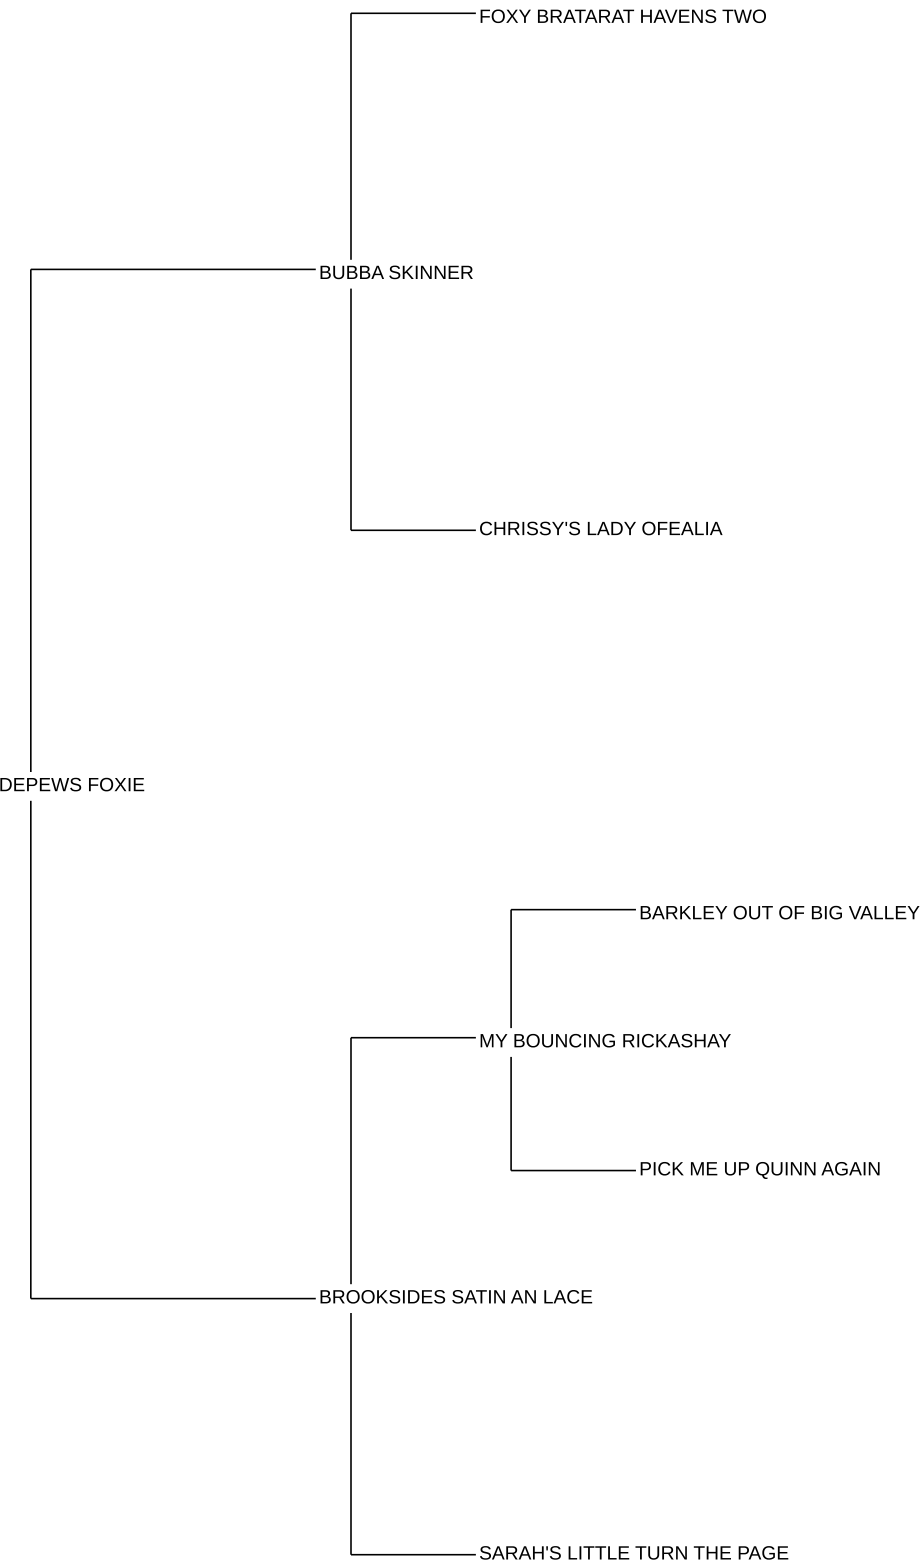 FOXY BRATARAT HAVENS TWO
BUBBA SKINNER
CHRISSY'S LADY OFEALIA
DEPEWS FOXIE
BARKLEY OUT OF BIG VALLEY
MY BOUNCING RICKASHAY
PICK ME UP QUINN AGAIN
BROOKSIDES SATIN AN LACE
SARAH'S LITTLE TURN THE PAGE